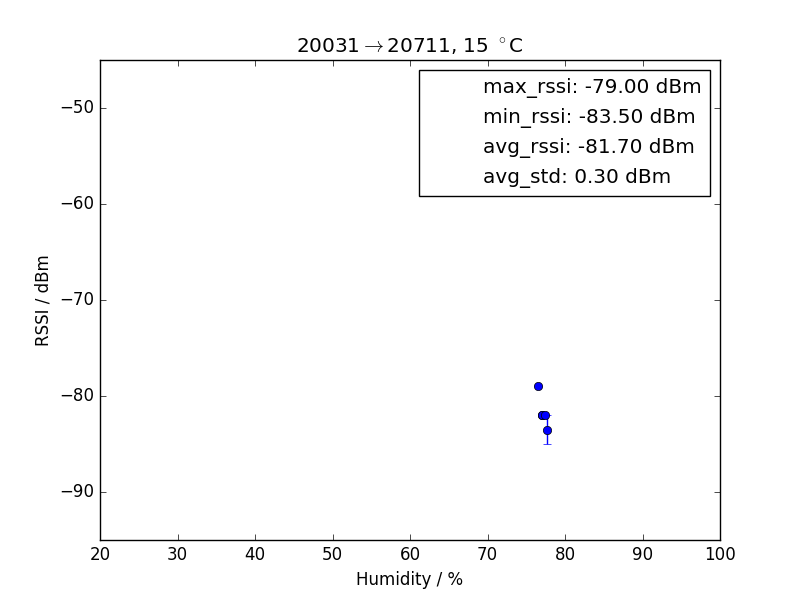 20031→20711, 15 °C
max_rssi: -79.00 dBm
min_rssi: -83.50 dBm
avg_rssi: -81.70 dBm
avg_std: 0.30 dBm
RSSI / dBm
−50
−60
−70
−80
−90
20 30 40 50 60 70 80 90 100
Humidity / %